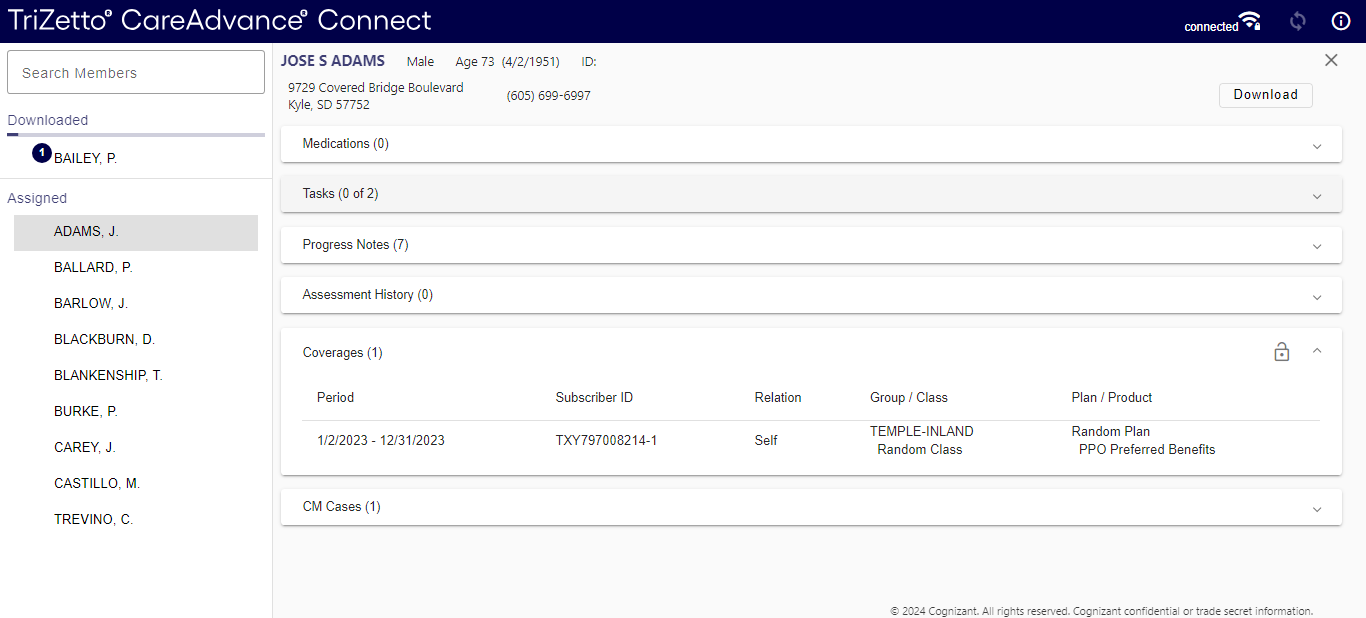 TriZetto® CareAdvance® Connect
connected
Search Members
Downloaded
1 BAILEY, P.
Assigned
ADAMS, J.
BALLARD, P.
BARLOW, J.
BLACKBURN, D.
BLANKENSHIP, T.
BURKE, P.
CAREY, J.
CASTILLO, M.
TREVINO, C.
JOSE S ADAMS Male Age 73 (4/2/1951) ID:
9729 Covered Bridge Boulevard
Kyle, SD 57752
(605) 699-6997
Download
Medications (0)
Tasks (0 of 2)
Progress Notes (7)
Assessment History (0)
Coverages (1)
Period Subscriber ID Relation Group / Class Plan / Product
1/2/2023 - 12/31/2023 TXY797008214-1 Self TEMPLE-INLAND Random Plan
Random Class PPO Preferred Benefits
CM Cases (1)
© 2024 Cognizant. All rights reserved. Cognizant confidential or trade secret information.